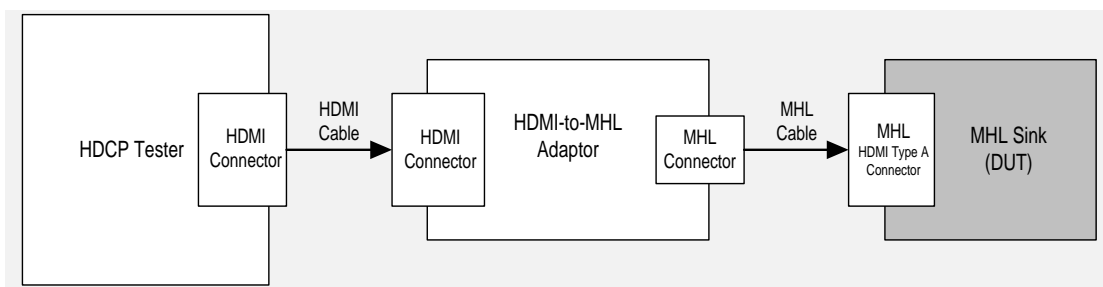 HDCP Tester
HDMI
Connector
HDMI
Cable
HDMI
Connector
HDMI-to-MHL
Adaptor
MHL
Connector
MHL
Cable
MHL
HDMI Type A
Connector
MHL Sink
(DUT)